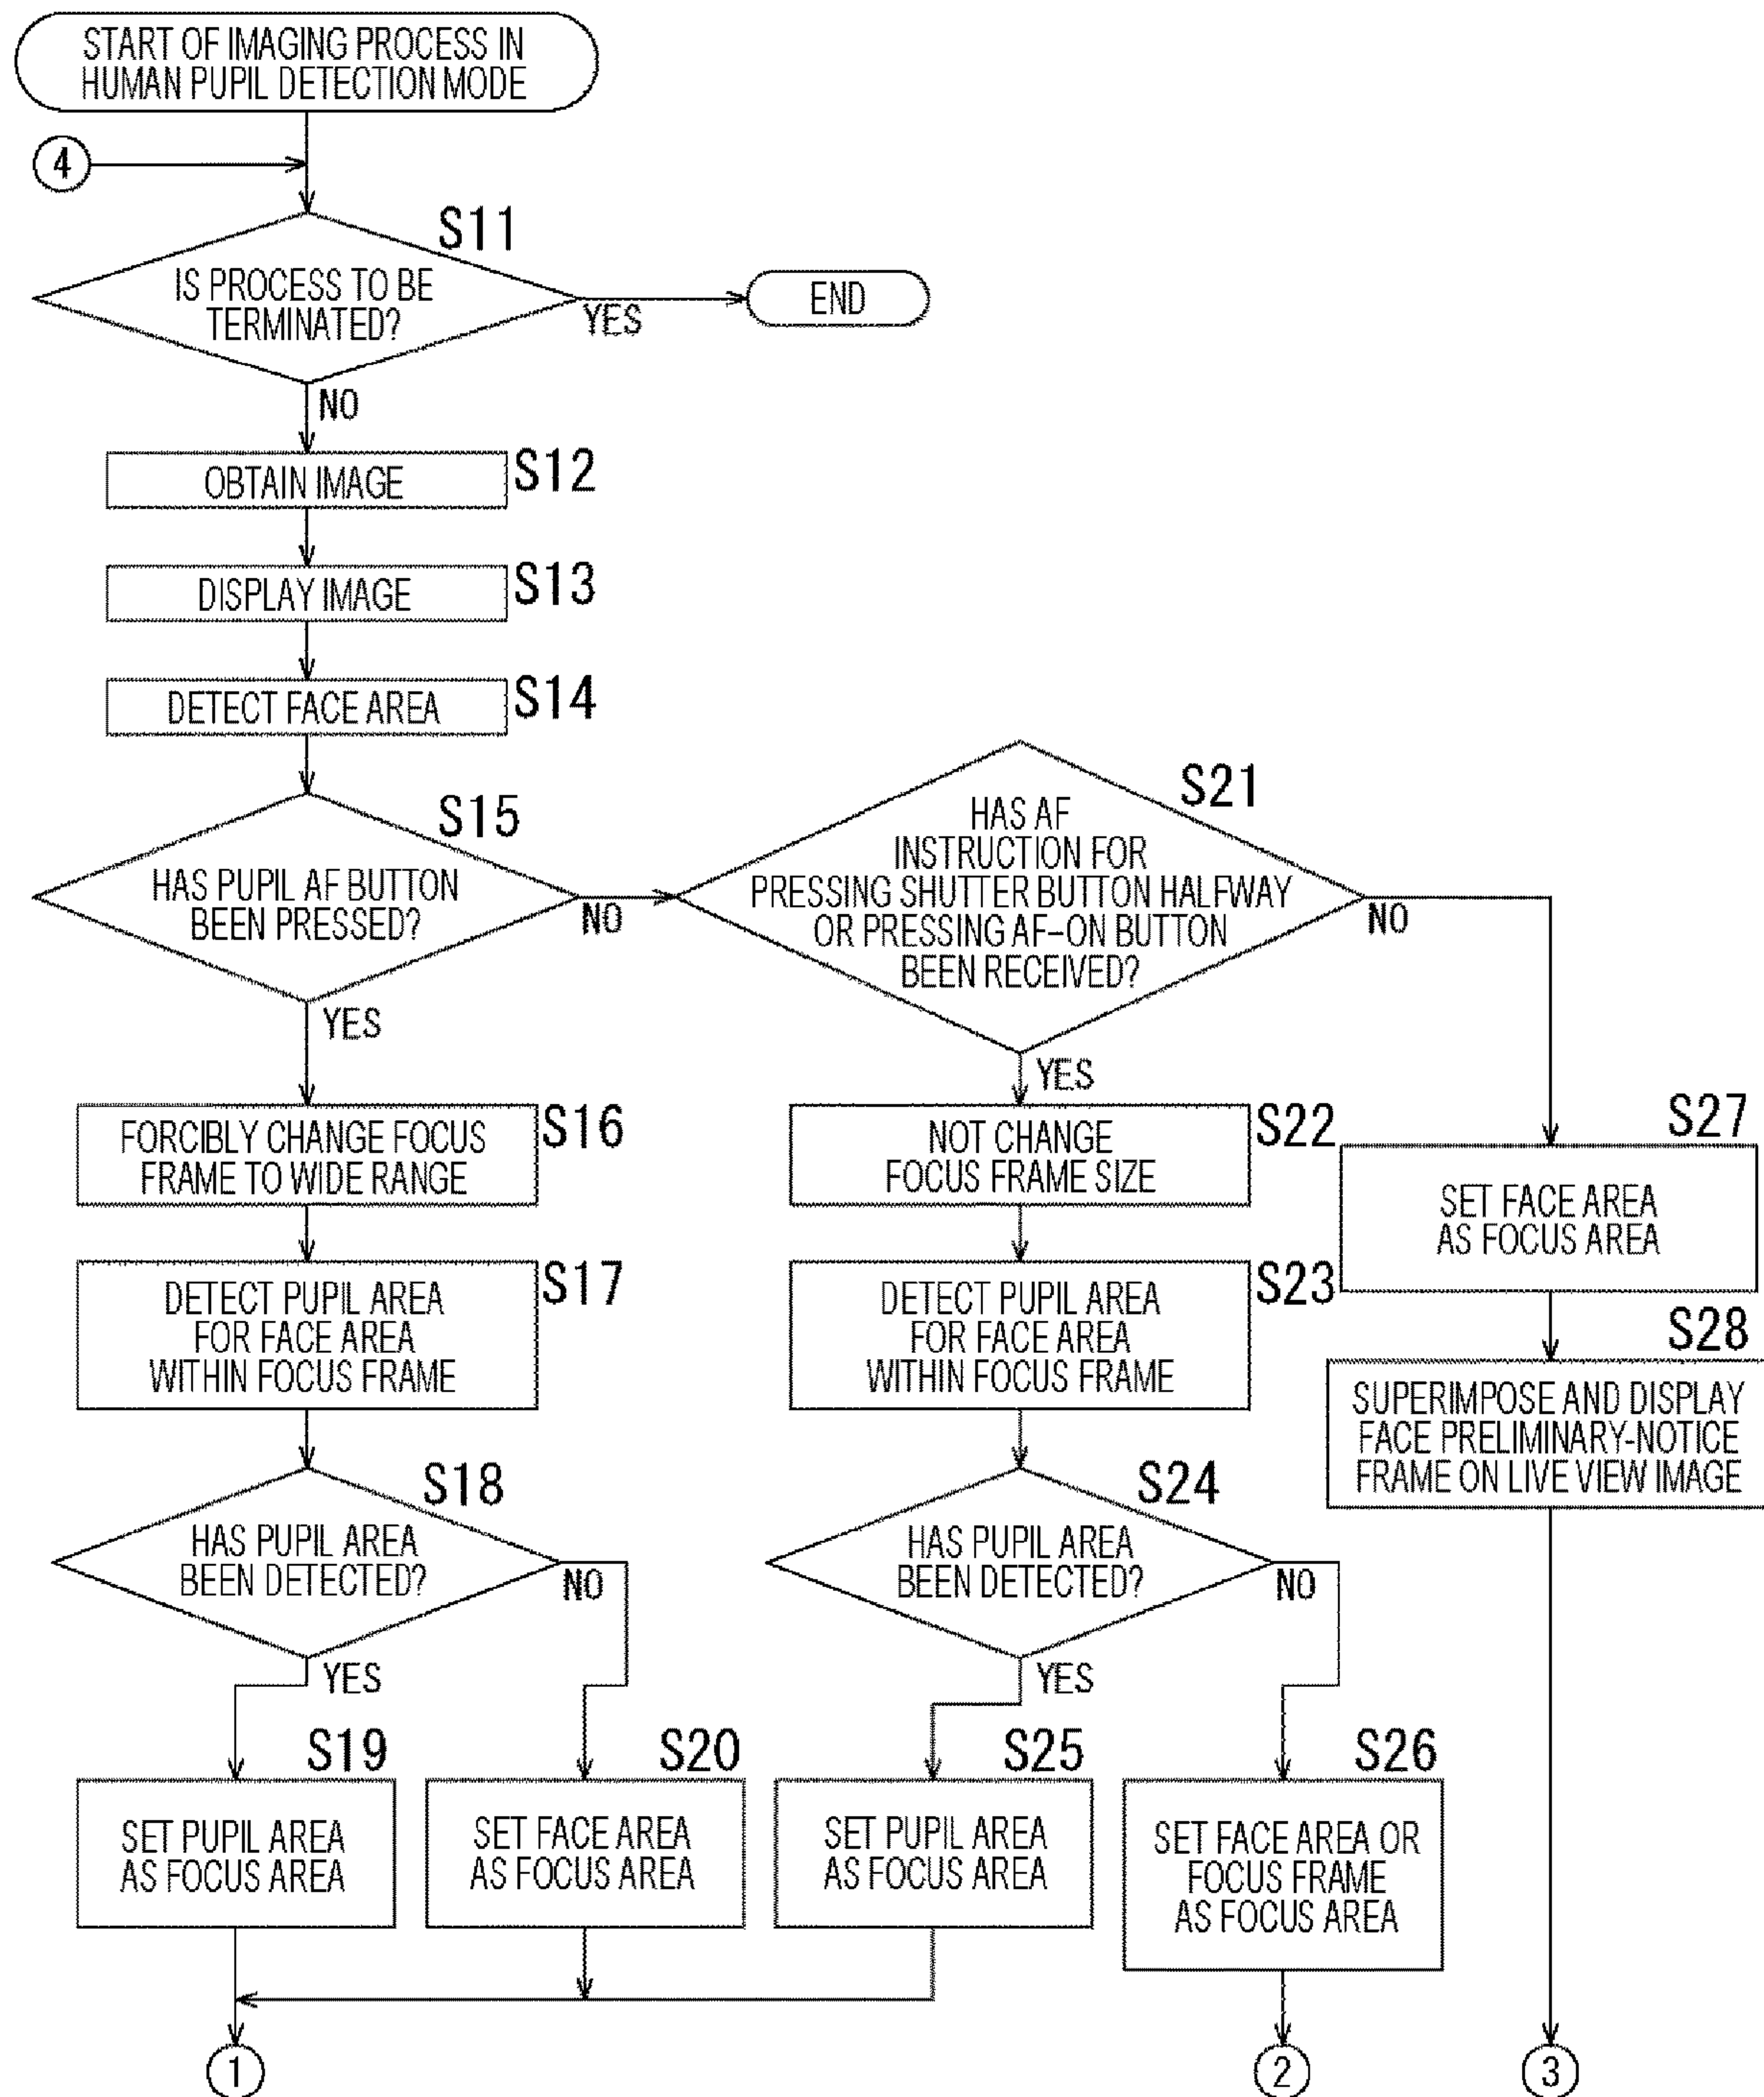 START OF IMAGING PROCESS IN
HUMAN PUPIL DETECTION MODE
4
S11
IS PROCESS TO BE
TERMINATED?
YES
END
NO
OBTAIN IMAGE
S12
DISPLAY IMAGE
S13
DETECT FACE AREA
S14
S15
HAS PUPIL AF BUTTON
BEEN PRESSED?
NO
YES
S21
HAS AF
INSTRUCTION FOR
PRESSING SHUTTER BUTTON HALFWAY
OR PRESSING AF-ON BUTTON
BEEN RECEIVED?
NO
YES
FORCIBLY CHANGE FOCUS
FRAME TO WIDE RANGE
S16
NOT CHANGE
FOCUS FRAME SIZE
S22
S27
SET FACE AREA
AS FOCUS AREA
DETECT PUPIL AREA
FOR FACE AREA
WITHIN FOCUS FRAME
S17
DETECT PUPIL AREA
FOR FACE AREA
WITHIN FOCUS FRAME
S23
S28
SUPERIMPOSE AND DISPLAY
FACE PRELIMINARY-NOTICE
FRAME ON LIVE VIEW IMAGE
S18
HAS PUPIL AREA
BEEN DETECTED?
NO
YES
S24
HAS PUPIL AREA
BEEN DETECTED?
NO
YES
S19
SET PUPIL AREA
AS FOCUS AREA
S20
SET FACE AREA
AS FOCUS AREA
S25
SET PUPIL AREA
AS FOCUS AREA
S26
SET FACE AREA OR
FOCUS FRAME
AS FOCUS AREA
1
2
3